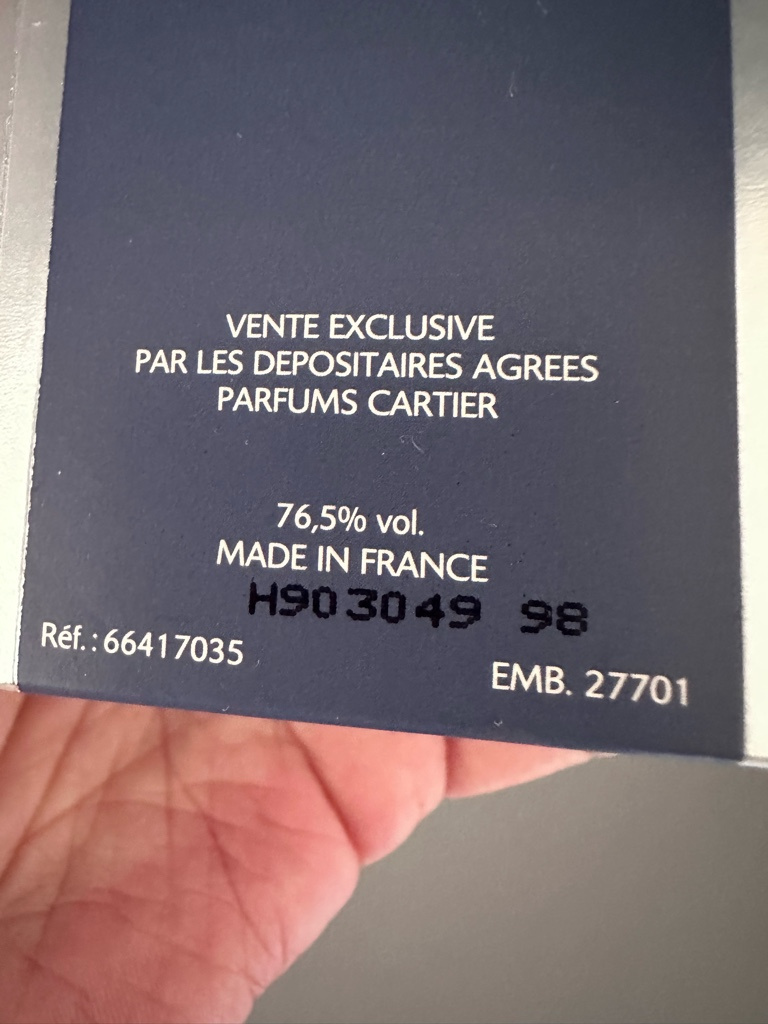 VENTE EXCLUSIVE
PAR LES DEPOSITAIRES AGREES
PARFUMS CARTIER
76,5% vol.
MADE IN FRANCE
H903049 98
Réf.: 66417035
EMB. 27701